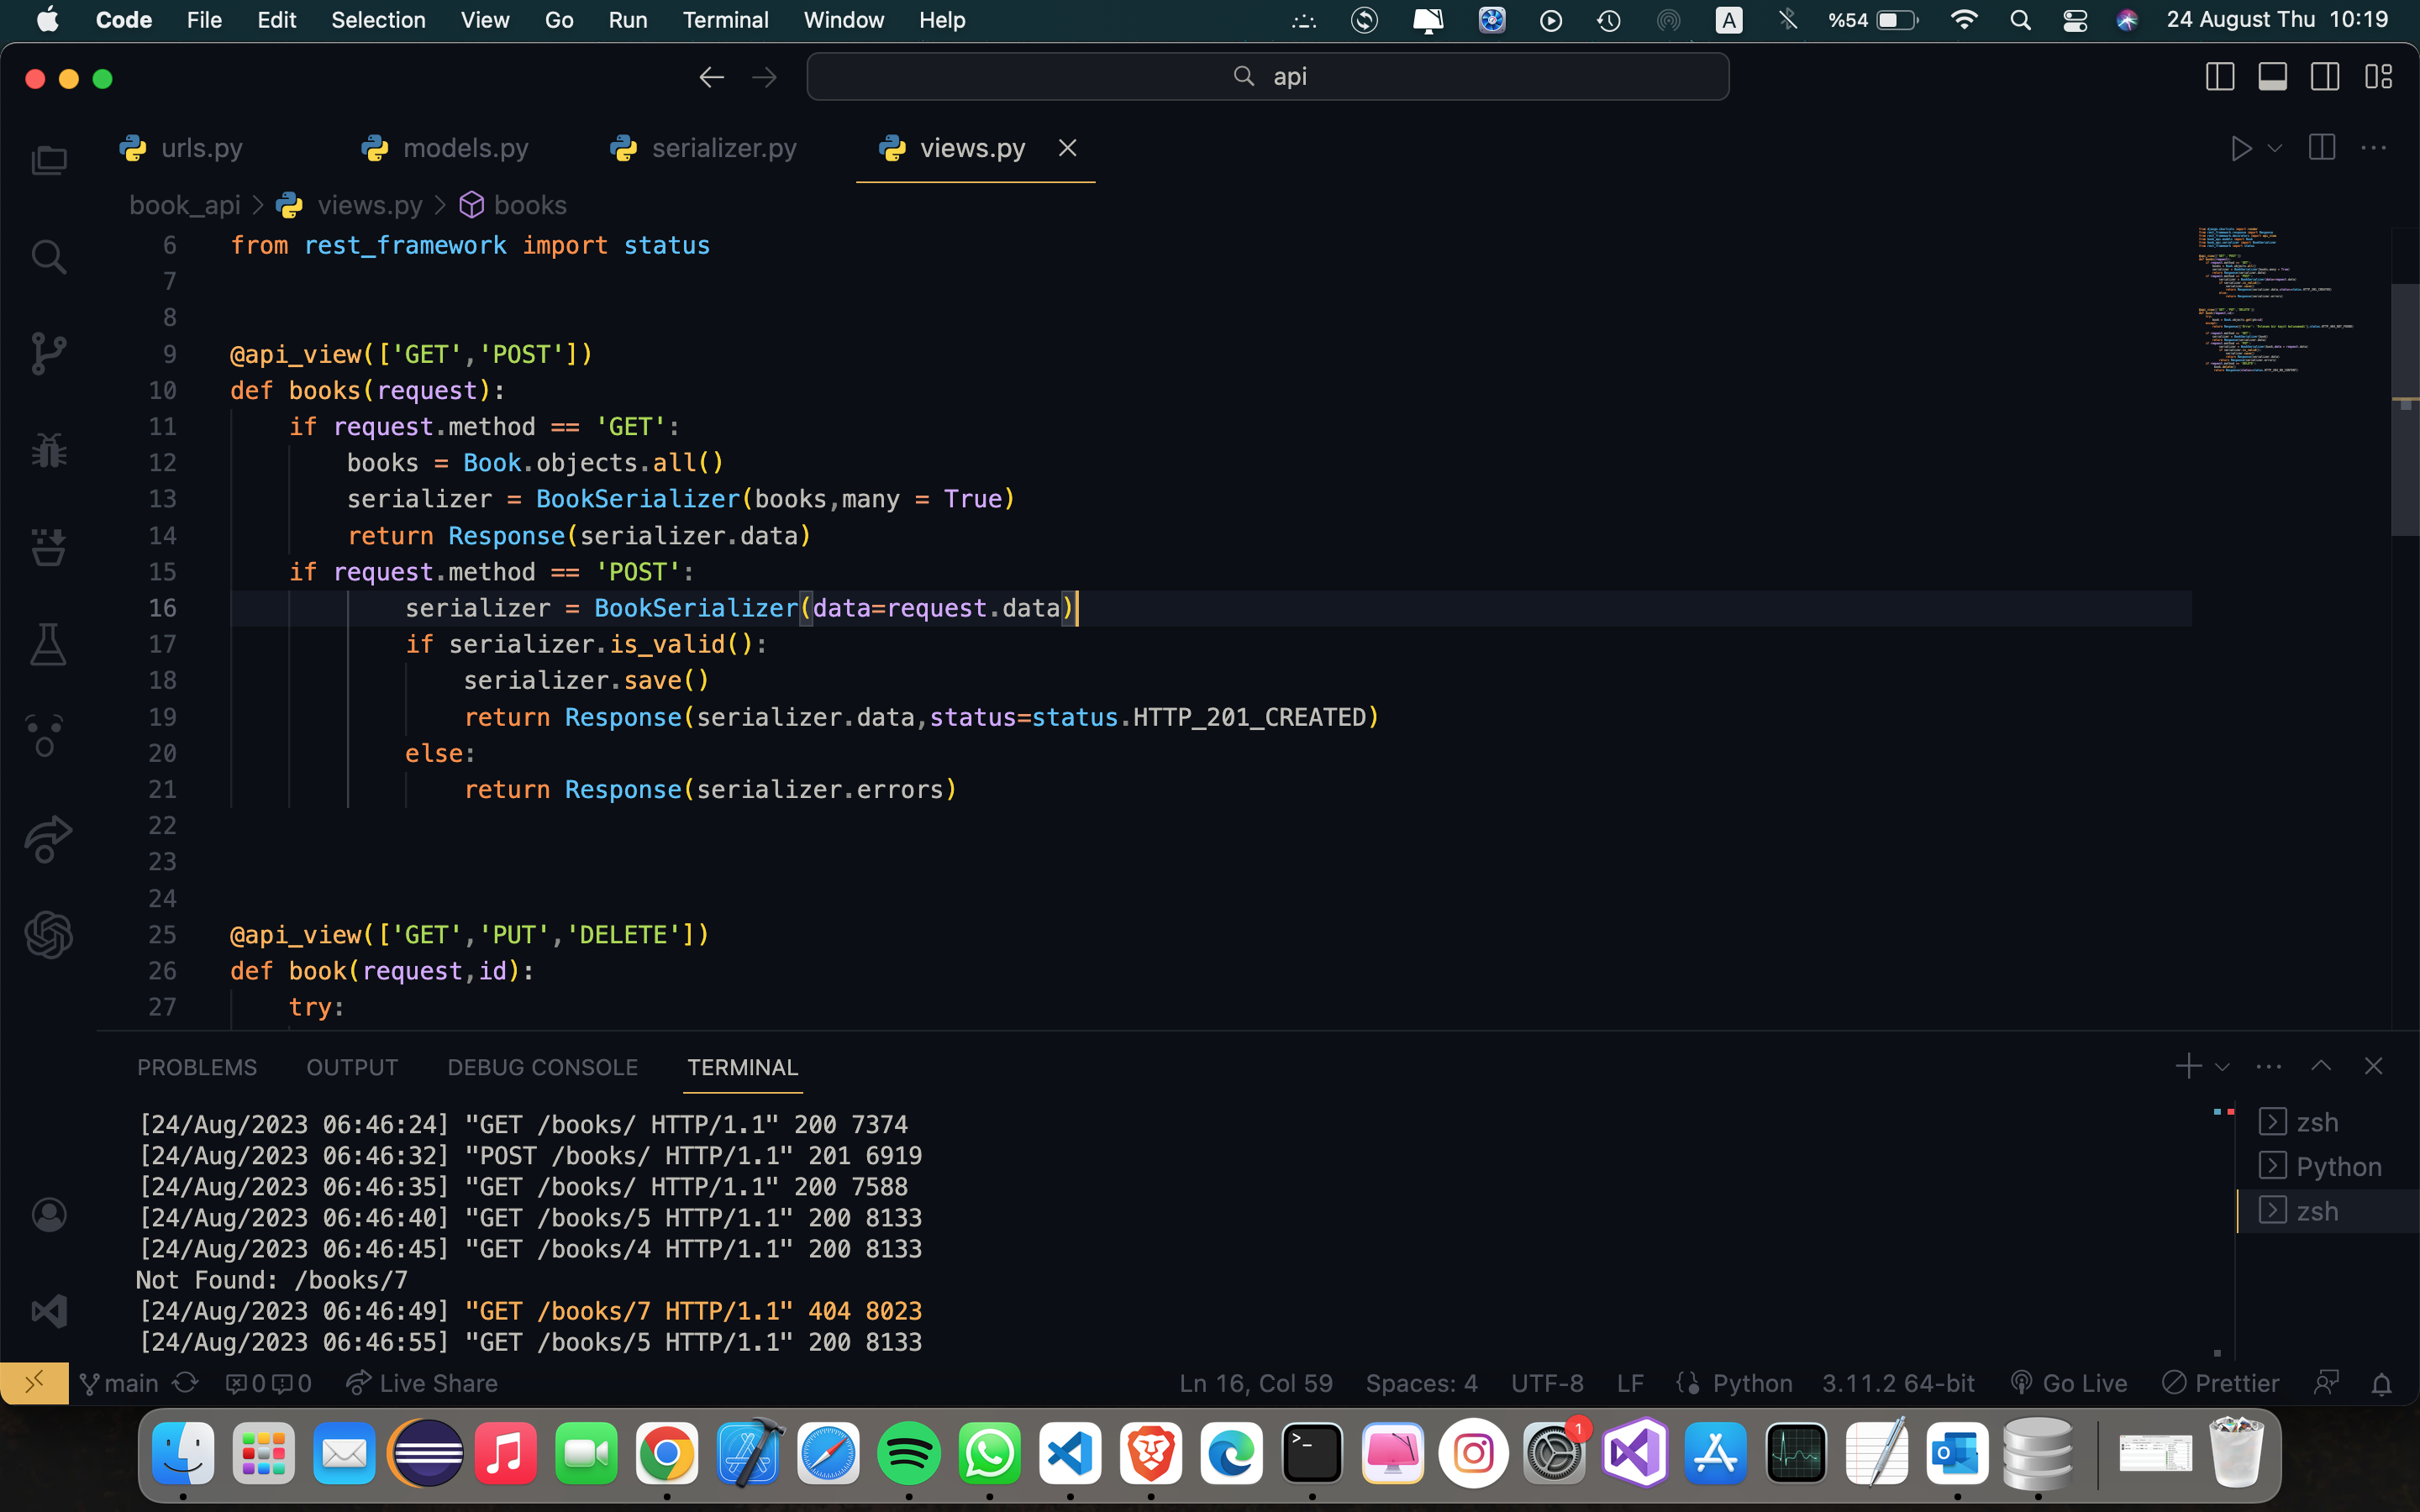 Code File Edit Selection View Go Run Terminal Window Help A %54 24 August Thu 10:19
api
urls.py models.py serializer.py views.py
book_api > views.py > books
6 from rest_framework import status
7
8
9 @api_view(['GET','POST'])
10 def books(request):
11 if request.method == 'GET':
12 books = Book.objects.all()
13 serializer = BookSerializer(books,many = True)
14 return Response(serializer.data)
15 if request.method == 'POST':
16 serializer = BookSerializer(data=request.data)
17 if serializer.is_valid():
18 serializer.save()
19 return Response(serializer.data,status=status.HTTP_201_CREATED)
20 else:
21 return Response(serializer.errors)
22
23
24
25 @api_view(['GET','PUT','DELETE'])
26 def book(request,id):
27 try:
PROBLEMS OUTPUT DEBUG CONSOLE TERMINAL
[24/Aug/2023 06:46:24] "GET /books/ HTTP/1.1" 200 7374
[24/Aug/2023 06:46:32] "POST /books/ HTTP/1.1" 201 6919
[24/Aug/2023 06:46:35] "GET /books/ HTTP/1.1" 200 7588
[24/Aug/2023 06:46:40] "GET /books/5 HTTP/1.1" 200 8133
[24/Aug/2023 06:46:45] "GET /books/4 HTTP/1.1" 200 8133
Not Found: /books/7
[24/Aug/2023 06:46:49] "GET /books/7 HTTP/1.1" 404 8023
[24/Aug/2023 06:46:55] "GET /books/5 HTTP/1.1" 200 8133
zsh
Python
zsh
main 0 0 Live Share Ln 16, Col 59 Spaces: 4 UTF-8 LF Python 3.11.2 64-bit Go Live Prettier
1